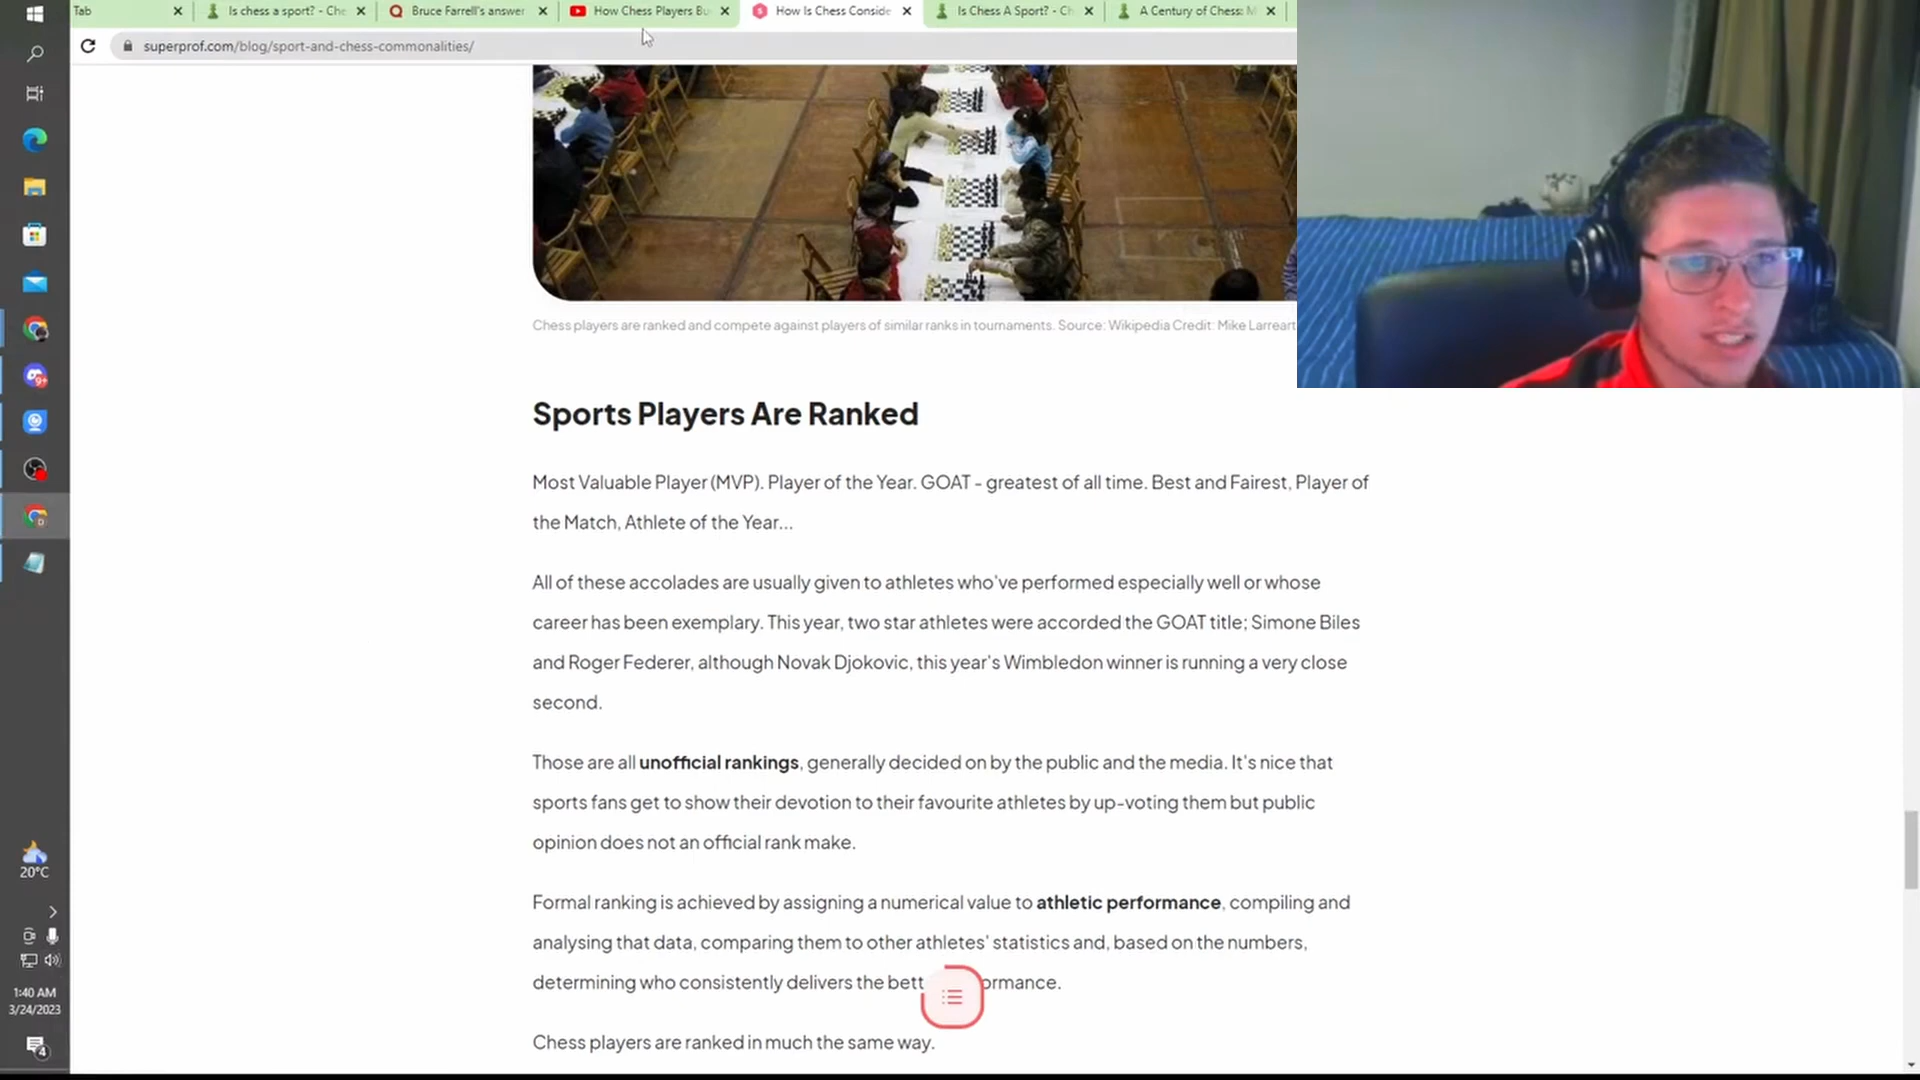 Tab
Is chess a sport? - Che
Bruce Farrell's answer
How Chess Players Bu
How Is Chess Conside
Is Chess A Sport? - Ch
A Century of Chess: M
superprof.com/blog/sport-and-chess-commonalities/
Chess players are ranked and compete against players of similar ranks in tournaments. Source: Wikipedia Credit: Mike Larreart
Sports Players Are Ranked
Most Valuable Player (MVP). Player of the Year. GOAT - greatest of all time. Best and Fairest, Player of
the Match, Athlete of the Year...
All of these accolades are usually given to athletes who've performed especially well or whose
career has been exemplary. This year, two star athletes were accorded the GOAT title; Simone Biles
and Roger Federer, although Novak Djokovic, this year's Wimbledon winner is running a very close
second.
Those are all unofficial rankings, generally decided on by the public and the media. It's nice that
sports fans get to show their devotion to their favourite athletes by up-voting them but public
opinion does not an official rank make.
Formal ranking is achieved by assigning a numerical value to athletic performance, compiling and
analysing that data, comparing them to other athletes' statistics and, based on the numbers,
determining who consistently delivers the bett ormance.
Chess players are ranked in much the same way.
9+
20°C
1:40 AM
3/24/2023
4